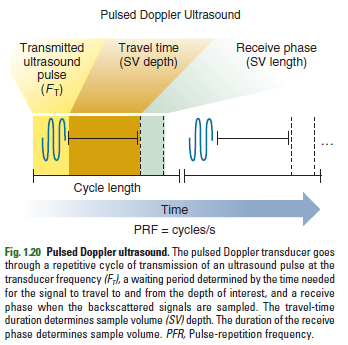 Pulsed Doppler Ultrasound
Transmitted
ultrasound
pulse
(F_T)
Travel time
(SV depth)
Receive phase
(SV length)
...
Cycle length
Time
PRF = cycles/s
Fig. 1.20 Pulsed Doppler ultrasound. The pulsed Doppler transducer goes
through a repetitive cycle of transmission of an ultrasound pulse at the
transducer frequency (F_T), a waiting period determined by the time needed
for the signal to travel to and from the depth of interest, and a receive
phase when the backscattered signals are sampled. The travel-time
duration determines sample volume (SV) depth. The duration of the receive
phase determines sample volume. PFR, Pulse-repetition frequency.